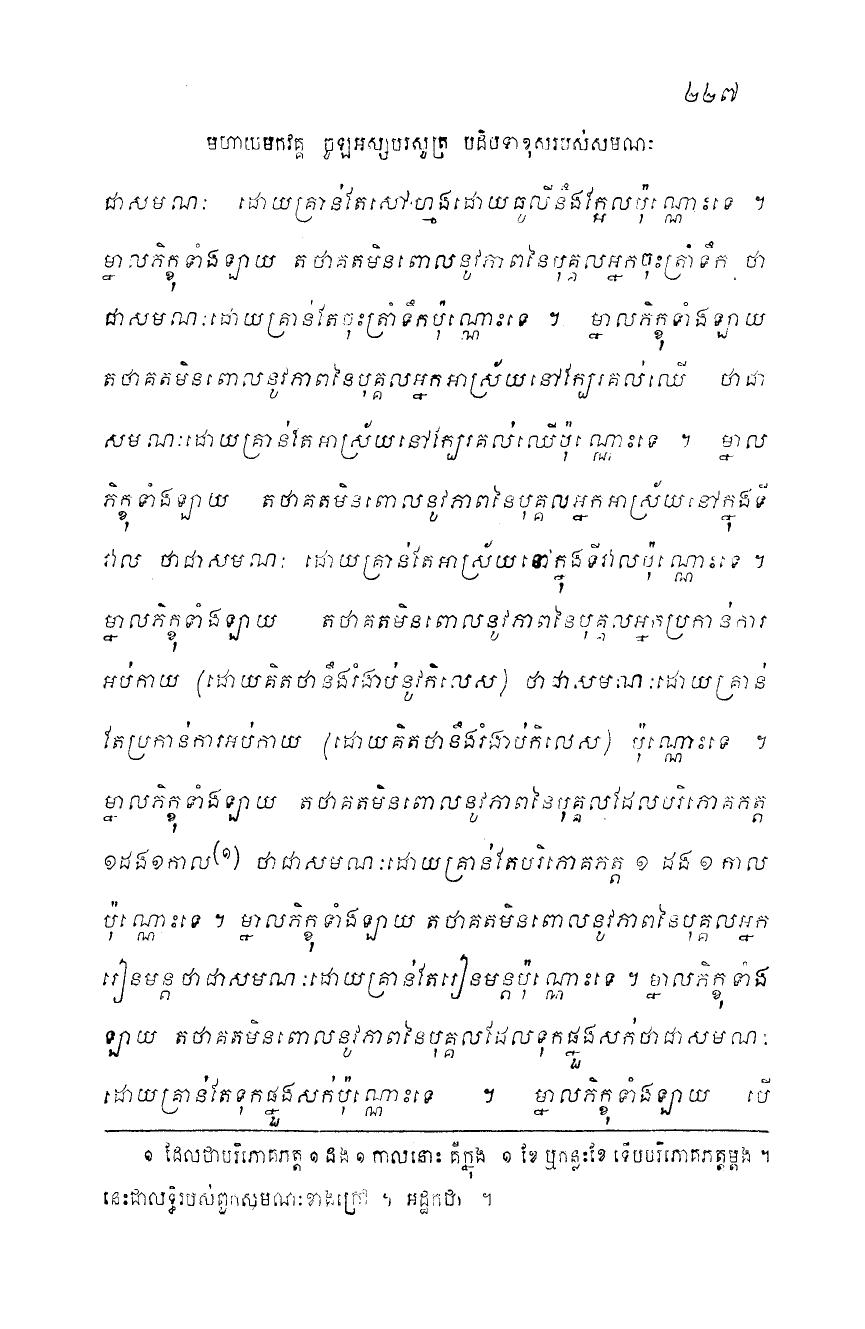 ២២៧
មហាយមកវគ្គ ចូឡអស្សបុរសូត្រ បដិបទាខុសរបស់សមណៈ
ជាសមណៈ ដោយគ្រាន់តែសៅហ្មងដោយធូលីនឹងក្អែលប៉ុណ្ណោះទេ ។
ម្នាលភិក្ខុទាំងឡាយ តថាគតមិនពោលនូវភាពនៃបុគ្គលអ្នកចុះត្រាំទឹក ថា
ជាសមណៈដោយគ្រាន់តែចុះត្រាំទឹកប៉ុណ្ណោះទេ ។ ម្នាលភិក្ខុទាំងឡាយ
តថាគតមិនពោលនូវភាពនៃបុគ្គលអ្នកអាស្រ័យនៅក្បែរគល់ឈើ ថាជា
សមណៈដោយគ្រាន់តែអាស្រ័យនៅក្បែរគល់ឈើប៉ុណ្ណោះទេ ។ ម្នាល
ភិក្ខុទាំងឡាយ តថាគតមិនពោលនូវភាពនៃបុគ្គលអ្នកអាស្រ័យនៅក្នុងទី
វាល ថាជាសមណៈ ដោយគ្រាន់តែអាស្រ័យនៅក្នុងទីវាលប៉ុណ្ណោះទេ ។
ម្នាលភិក្ខុទាំងឡាយ តថាគតមិនពោលនូវភាពនៃបុគ្គលអ្នកប្រកាន់ការ
អប់កាយ (ដោយគិតថានឹងរំងាប់នូវកិលេស) ថាជាសមណៈដោយគ្រាន់
តែប្រកាន់ការអប់កាយ (ដោយគិតថានឹងរំងាប់កិលេស) ប៉ុណ្ណោះទេ ។
ម្នាលភិក្ខុទាំងឡាយ តថាគតមិនពោលនូវភាពនៃបុគ្គលដែលបរិភោគភត្ត
១ដង១កាល(១) ថាជាសមណៈដោយគ្រាន់តែបរិភោគភត្ត ១ ដង ១ កាល
ប៉ុណ្ណោះទេ ។ ម្នាលភិក្ខុទាំងឡាយ តថាគតមិនពោលនូវភាពនៃបុគ្គលអ្នក
រៀនមន្តថាជាសមណៈដោយគ្រាន់តែរៀនមន្តប៉ុណ្ណោះទេ ។ ម្នាលភិក្ខុទាំង
ឡាយ តថាគតមិនពោលនូវភាពនៃបុគ្គលដែលទុកផ្នួងសក់ថាជាសមណៈ
ដោយគ្រាន់តែទុកផ្នួងសក់ប៉ុណ្ណោះទេ ។ ម្នាលភិក្ខុទាំងឡាយ បើ
១ ដែលថាបរិភោគភត្ត ១ ដង ១ កាលនោះ គឺក្នុង ១ ខែ ឬកន្លះខែ ទើបបរិភោគភត្តម្តង ។
នេះជាលទ្ធិរបស់ពួកសមណៈខាងក្រៅ ។ អដ្ឋកថា ។